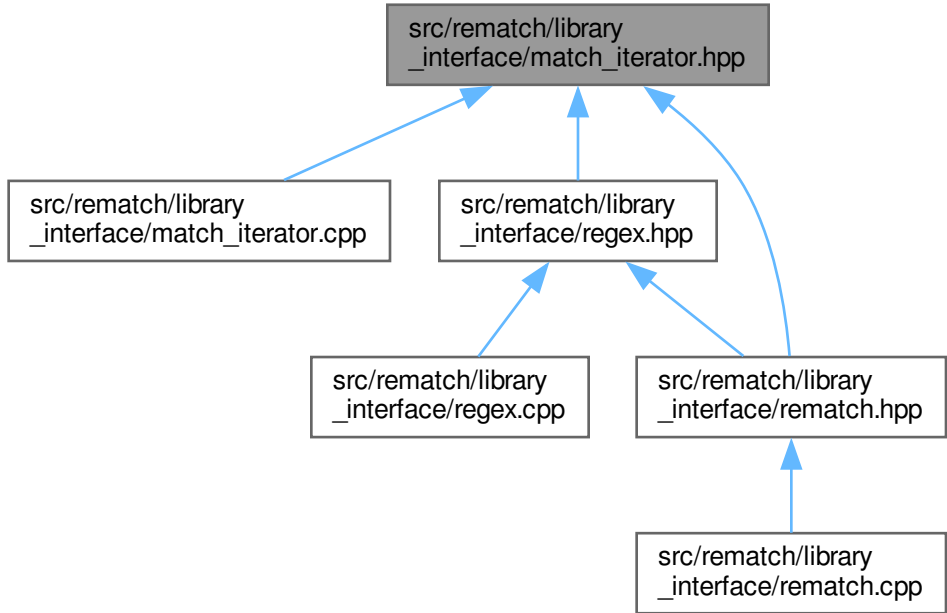 src/rematch/library
_interface/match_iterator.hpp
src/rematch/library
_interface/match_iterator.cpp
src/rematch/library
_interface/regex.hpp
src/rematch/library
_interface/regex.cpp
src/rematch/library
_interface/rematch.hpp
src/rematch/library
_interface/rematch.cpp